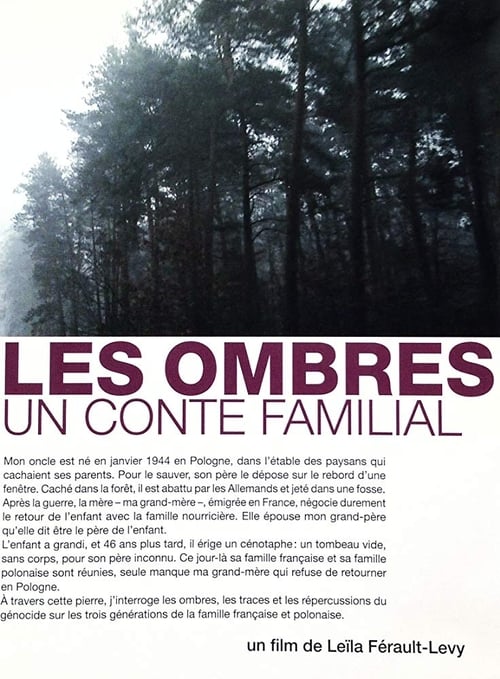 LES OMBRES
UN CONTE FAMILIAL
Mon oncle est né en janvier 1944 en Pologne, dans l'étable des paysans qui
cachaient ses parents. Pour le sauver, son père le dépose sur le rebord d'une
fenêtre. Caché dans la forêt, il est abattu par les Allemands et jeté dans une fosse.
Après la guerre, la mère – ma grand-mère –, émigrée en France, négocie durement
le retour de l'enfant avec la famille nourricière. Elle épouse mon grand-père
qu'elle dit être le père de l'enfant.
L'enfant a grandi, et 46 ans plus tard, il érige un cénotaphe : un tombeau vide,
sans corps, pour son père inconnu. Ce jour-là sa famille française et sa famille
polonaise sont réunies, seule manque ma grand-mère qui refuse de retourner
en Pologne.
À travers cette pierre, j'interroge les ombres, les traces et les répercussions du
génocide sur les trois générations de la famille française et polonaise.
un film de Leïla Férault-Levy